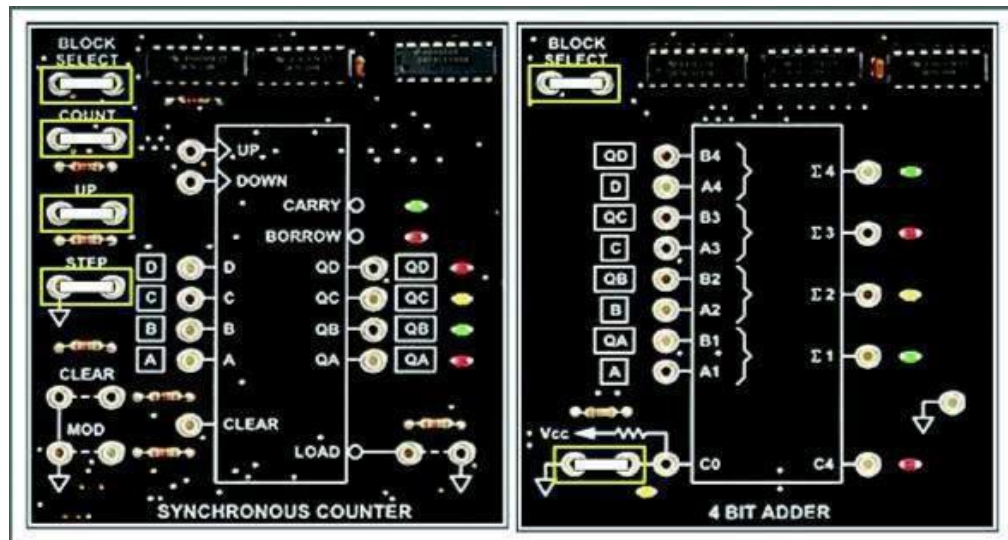 BLOCK
SELECT
COUNT
UP
STEP
CLEAR
MOD
UP
DOWN
CARRY
BORROW
D D QD QD
C C QC QC
B B QB QB
A A QA QA
CLEAR
LOAD
SYNCHRONOUS COUNTER
BLOCK
SELECT
QD B4
D A4 Σ4
QC B3
C A3 Σ3
QB B2
B A2 Σ2
QA B1
A A1 Σ1
Vcc
C0 C4
4 BIT ADDER